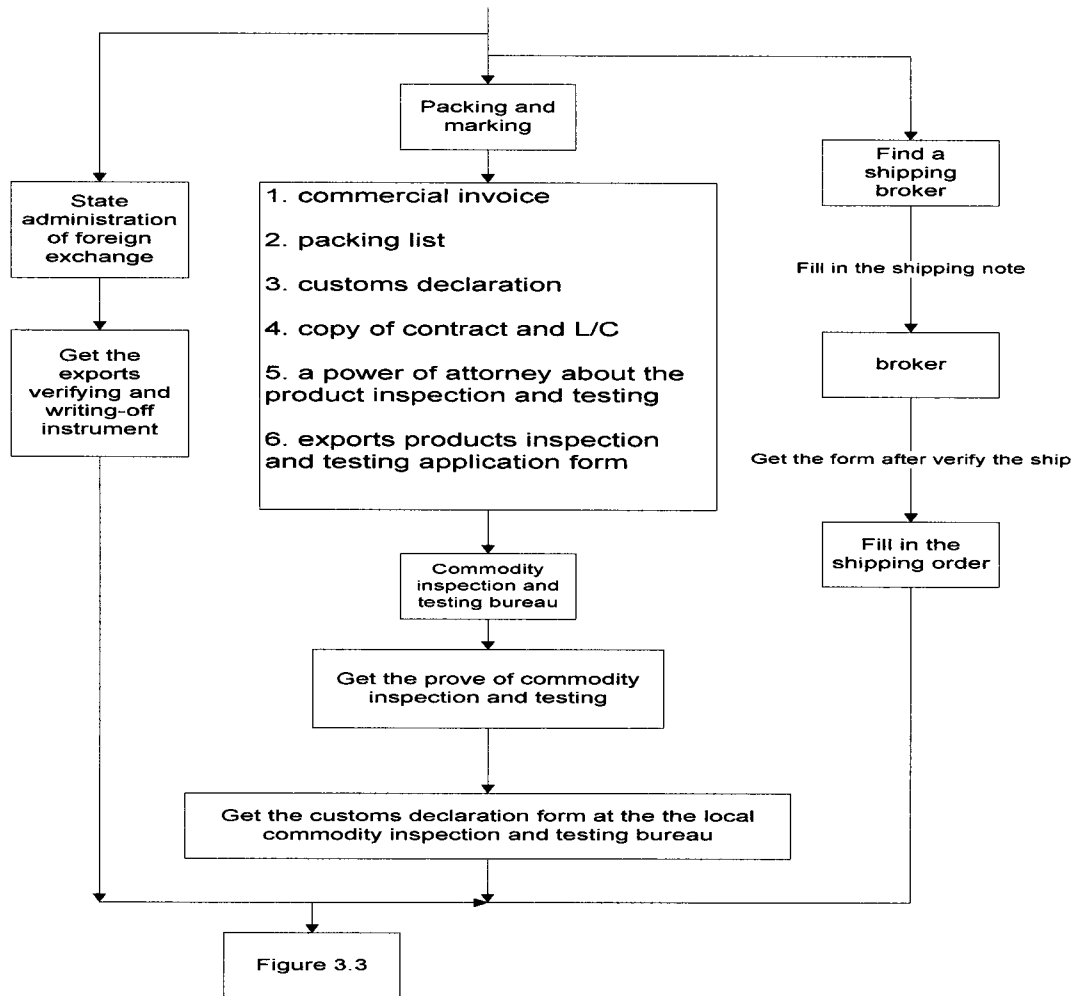 Packing and
marking
Find a
shipping
broker
State
administration
of foreign
exchange
1. commercial invoice
2. packing list
3. customs declaration
4. copy of contract and L/C
5. a power of attorney about the
product inspection and testing
6. exports products inspection
and testing application form
Fill in the shipping note
Get the
exports
verifying and
writing-off
instrument
broker
Get the form after verify the ship
Fill in the
shipping order
Commodity
inspection and
testing bureau
Get the prove of commodity
inspection and testing
Get the customs declaration form at the the local
commodity inspection and testing bureau
Figure 3.3